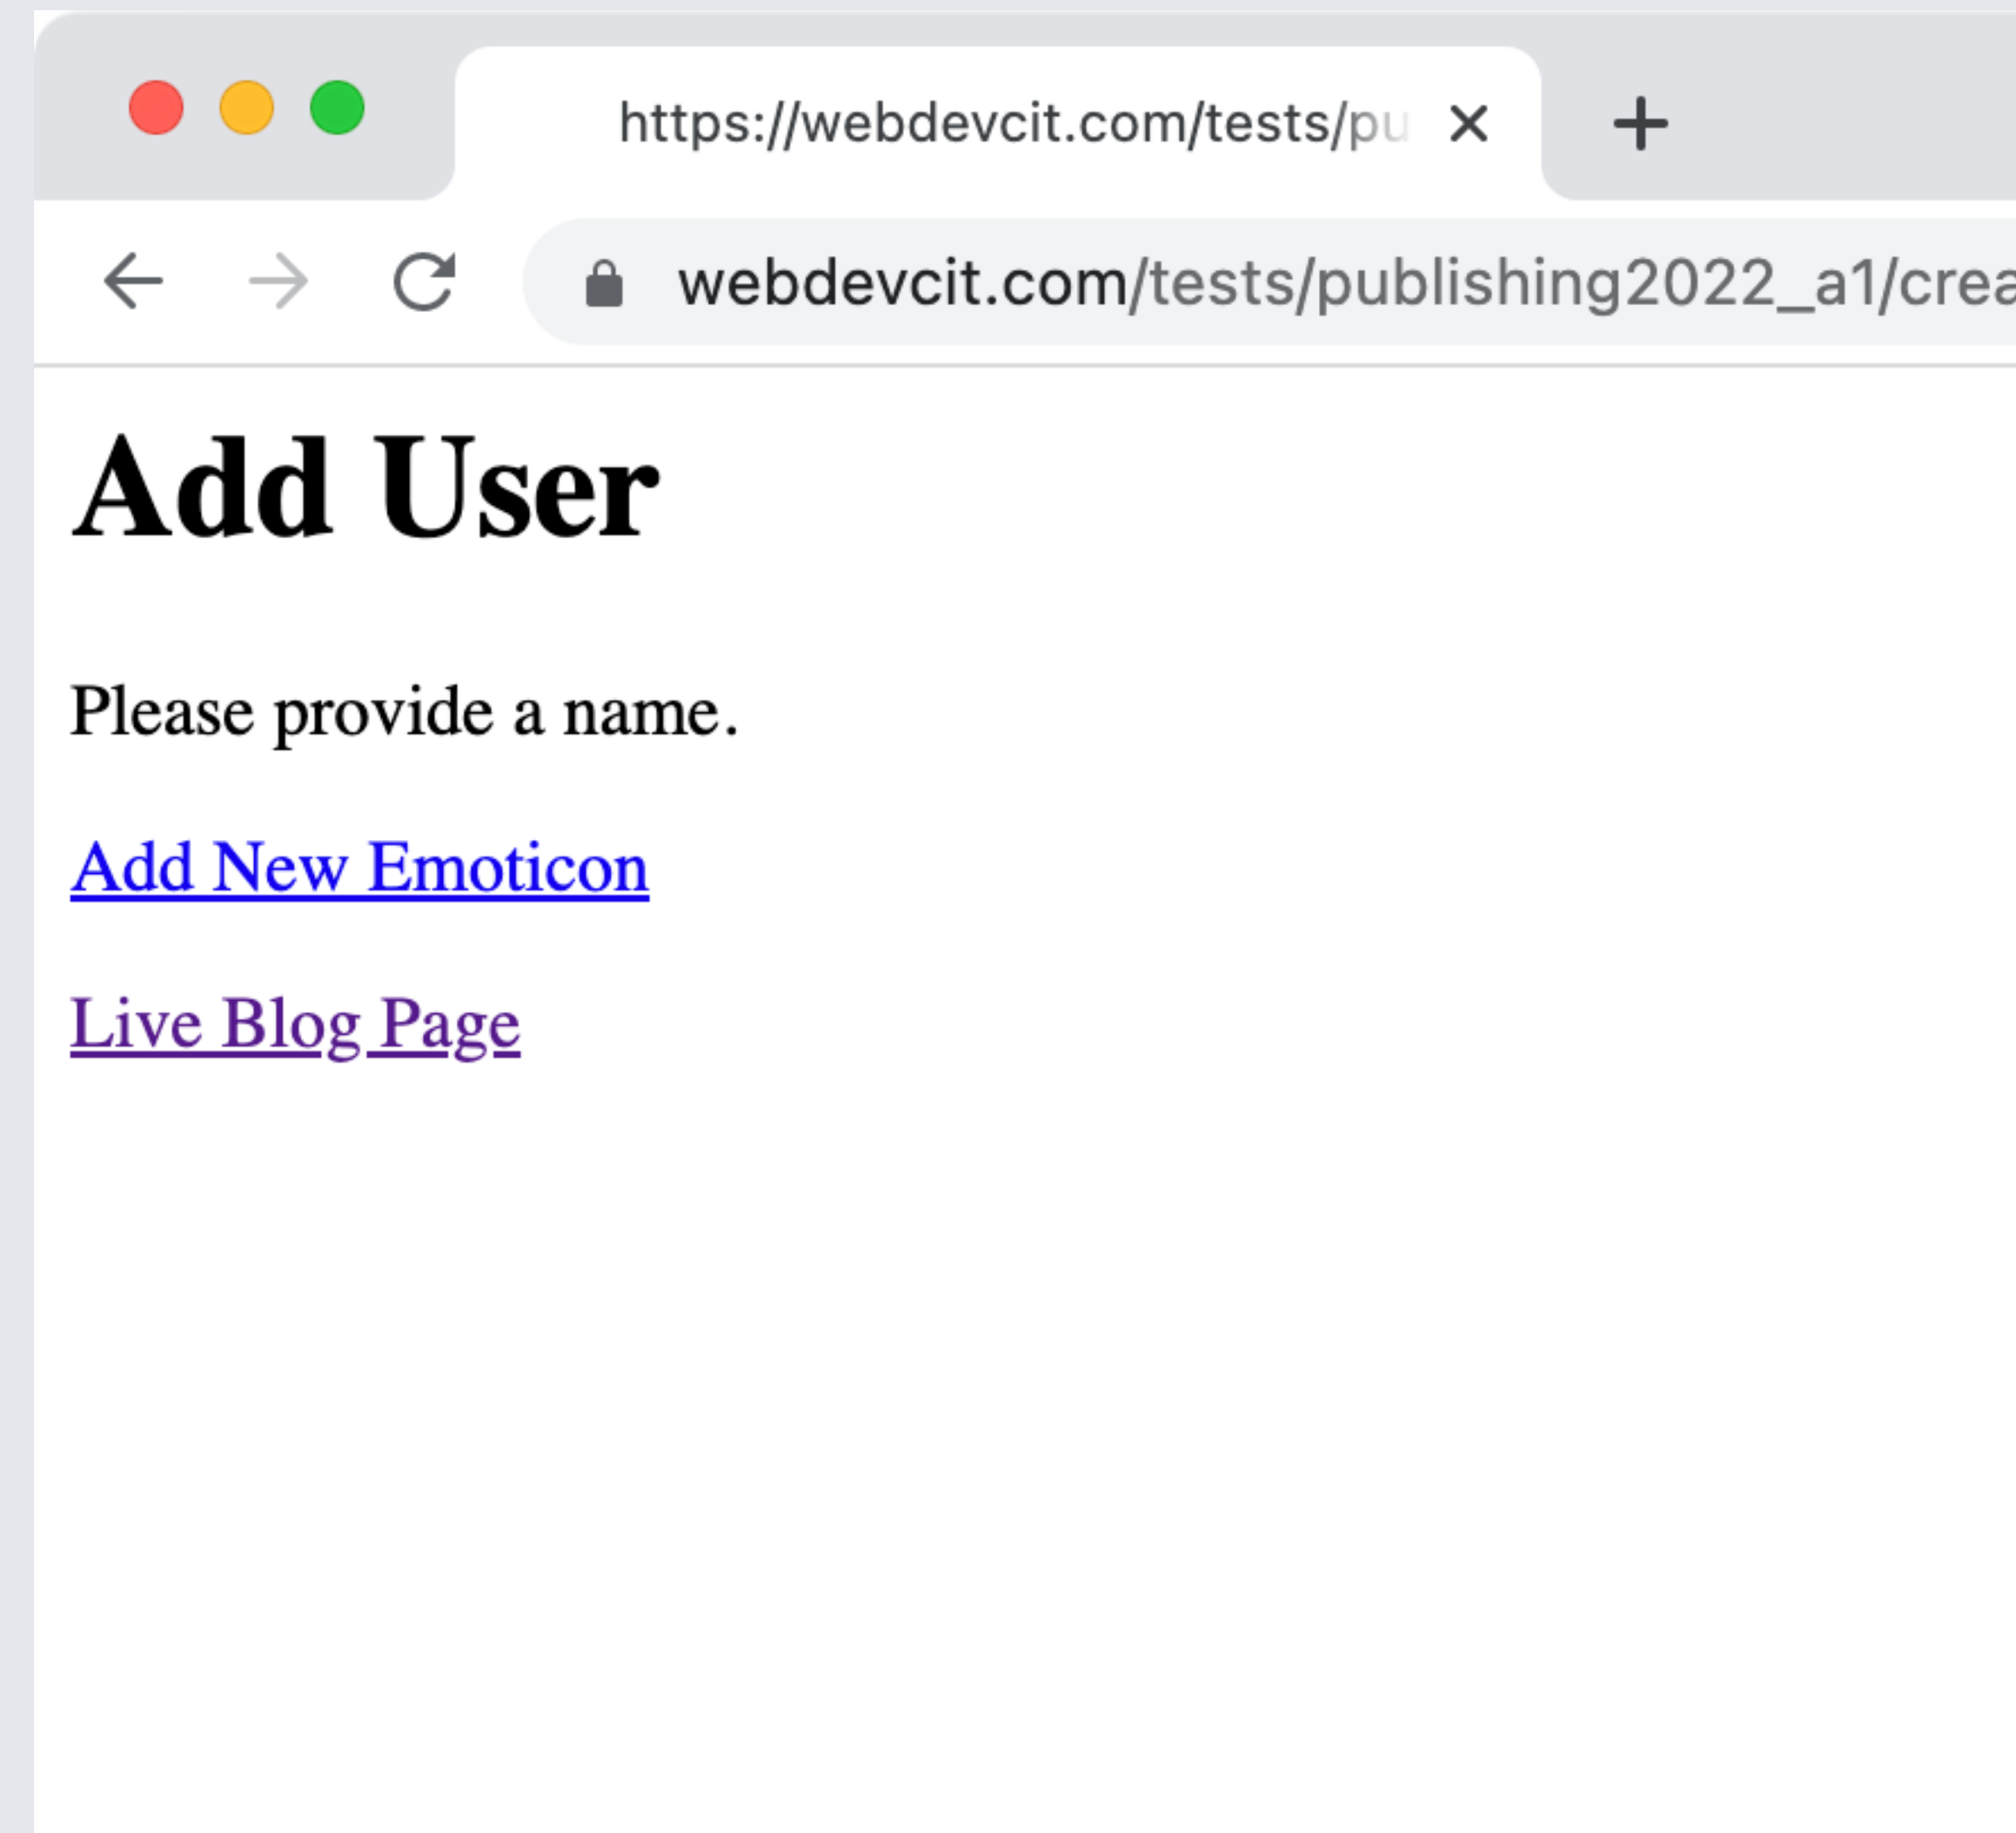 https://webdevcit.com/tests/pu
webdevcit.com/tests/publishing2022_a1/crea
Add User
Please provide a name.
Add New Emoticon
Live Blog Page